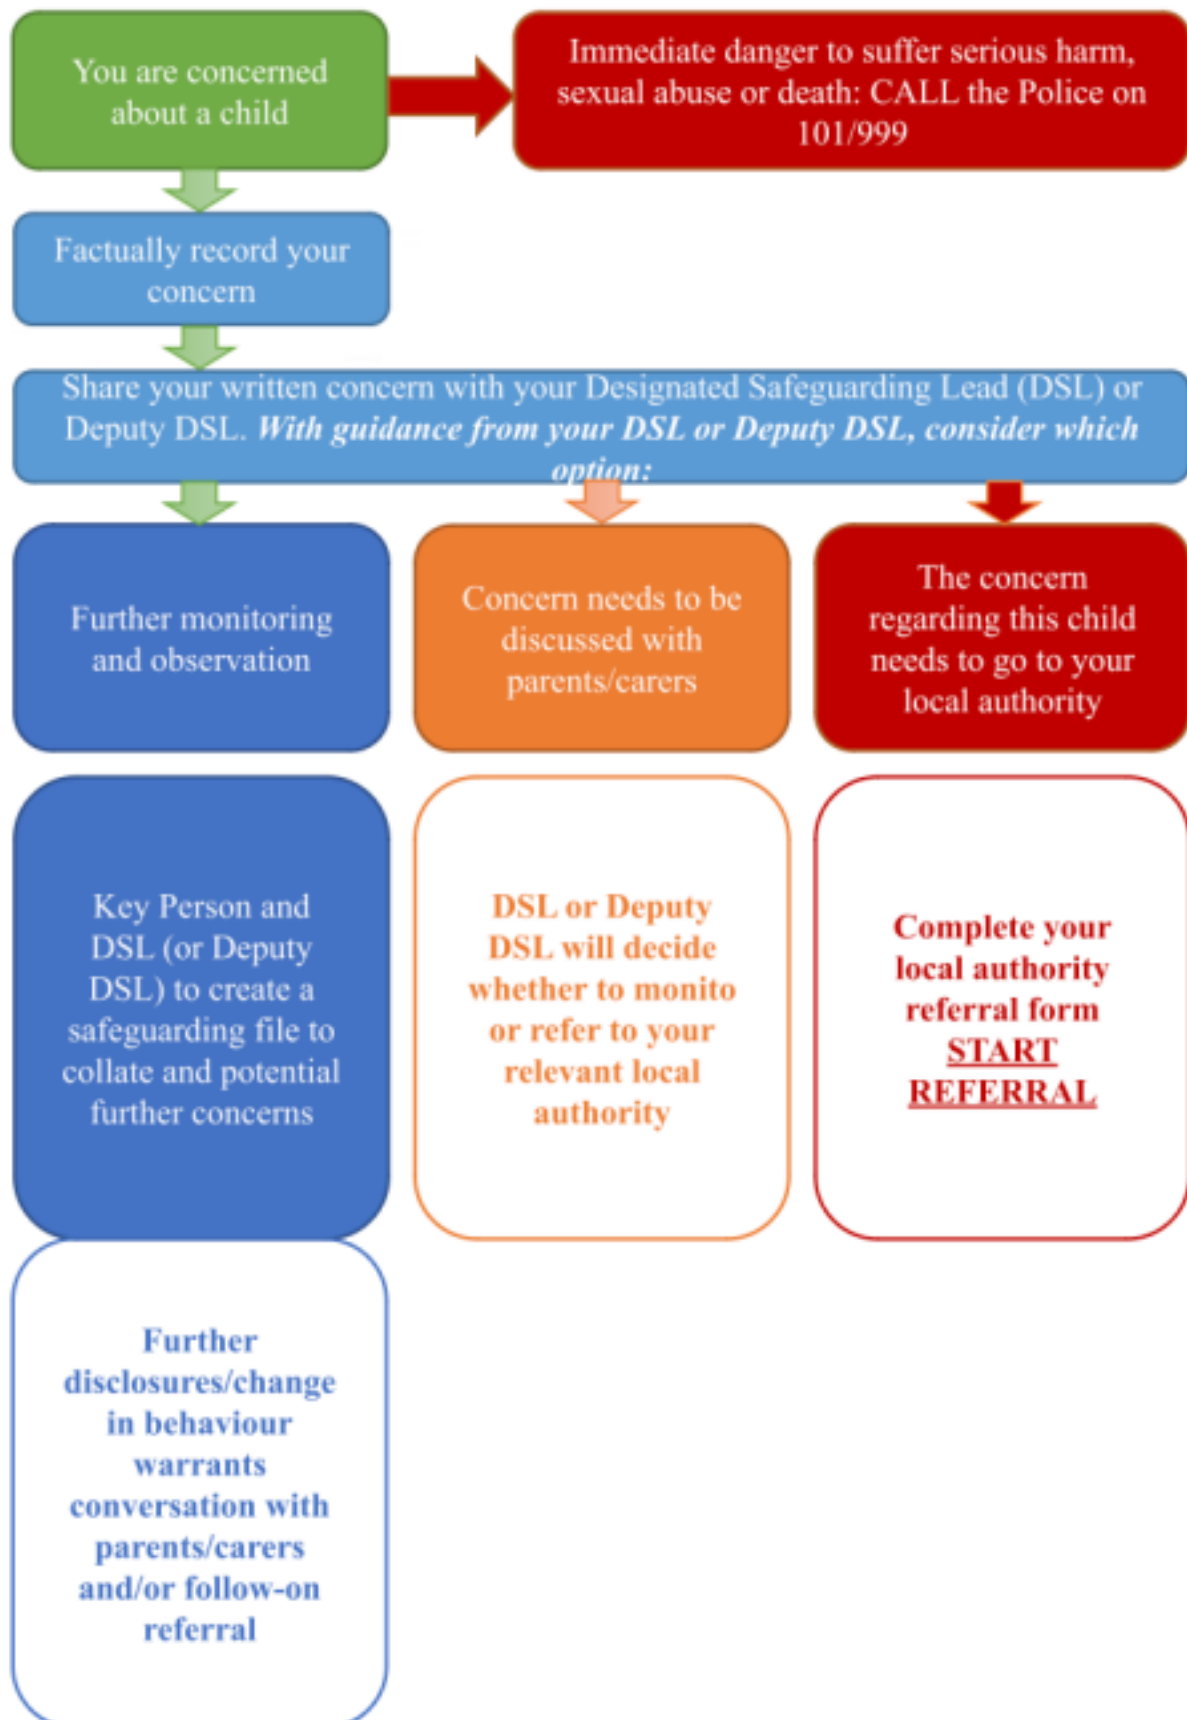 You are concerned
about a child
Immediate danger to suffer serious harm,
sexual abuse or death: CALL the Police on
101/999
Factually record your
concern
Share your written concern with your Designated Safeguarding Lead (DSL) or
Deputy DSL. With guidance from your DSL or Deputy DSL, consider which
option:
Further monitoring
and observation
Concern needs to be
discussed with
parents/carers
The concern
regarding this child
needs to go to your
local authority
Key Person and
DSL (or Deputy
DSL) to create a
safeguarding file to
collate and potential
further concerns
DSL or Deputy
DSL will decide
whether to monito
or refer to your
relevant local
authority
Complete your
local authority
referral form
START
REFERRAL
Further
disclosures/change
in behaviour
warrants
conversation with
parents/carers
and/or follow-on
referral